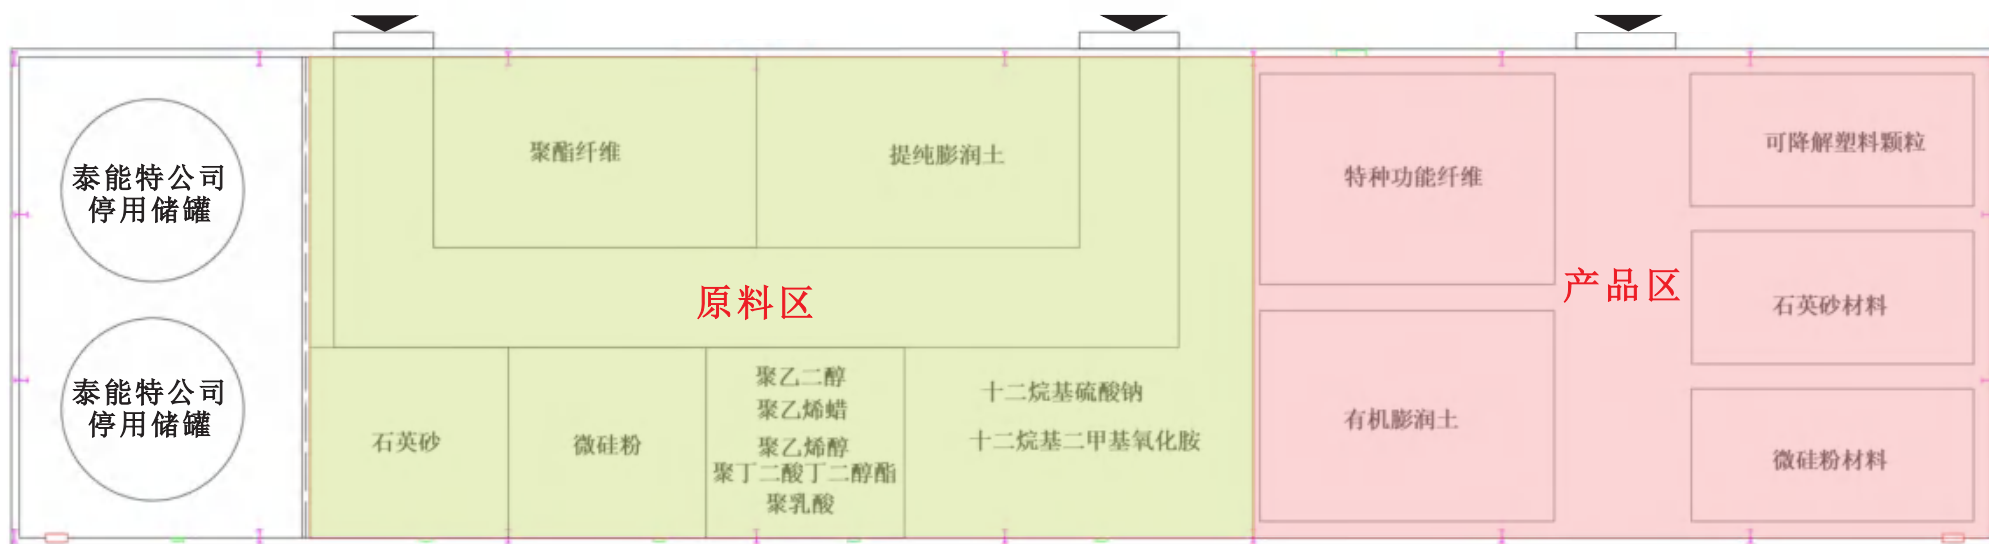 泰能特公司
停用储罐
泰能特公司
停用储罐
聚酯纤维
提纯膨润土
原料区
石英砂
微硅粉
聚乙二醇
聚乙烯蜡
聚乙烯醇
聚丁二酸丁二醇酯
聚乳酸
十二烷基硫酸钠
十二烷基二甲基氧化胺
特种功能纤维
有机膨润土
产品区
可降解塑料颗粒
石英砂材料
微硅粉材料